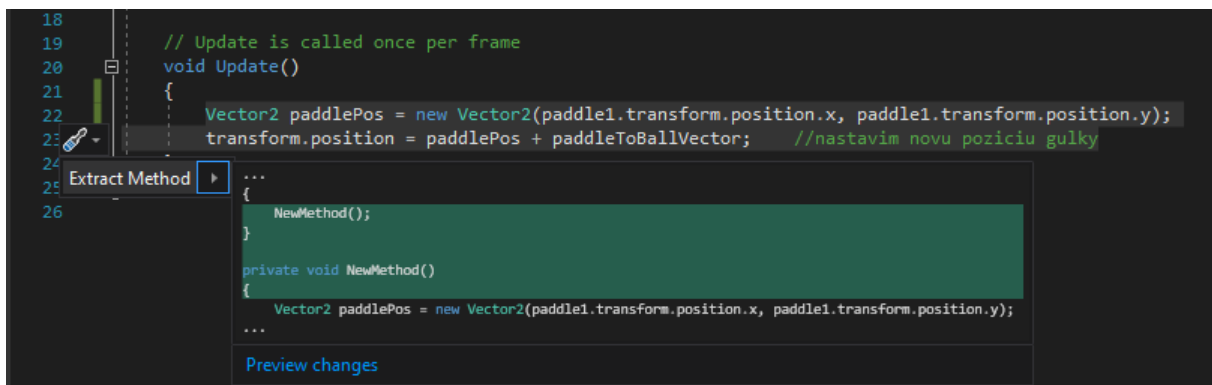 18
19 // Update is called once per frame
20 void Update()
21 {
22 Vector2 paddlePos = new Vector2(paddle1.transform.position.x, paddle1.transform.position.y);
23 transform.position = paddlePos + paddleToBallVector; //nastavim novu poziciu gulky
24
Extract Method
25
26
...
{
NewMethod();
}
private void NewMethod()
{
Vector2 paddlePos = new Vector2(paddle1.transform.position.x, paddle1.transform.position.y);
...
Preview changes